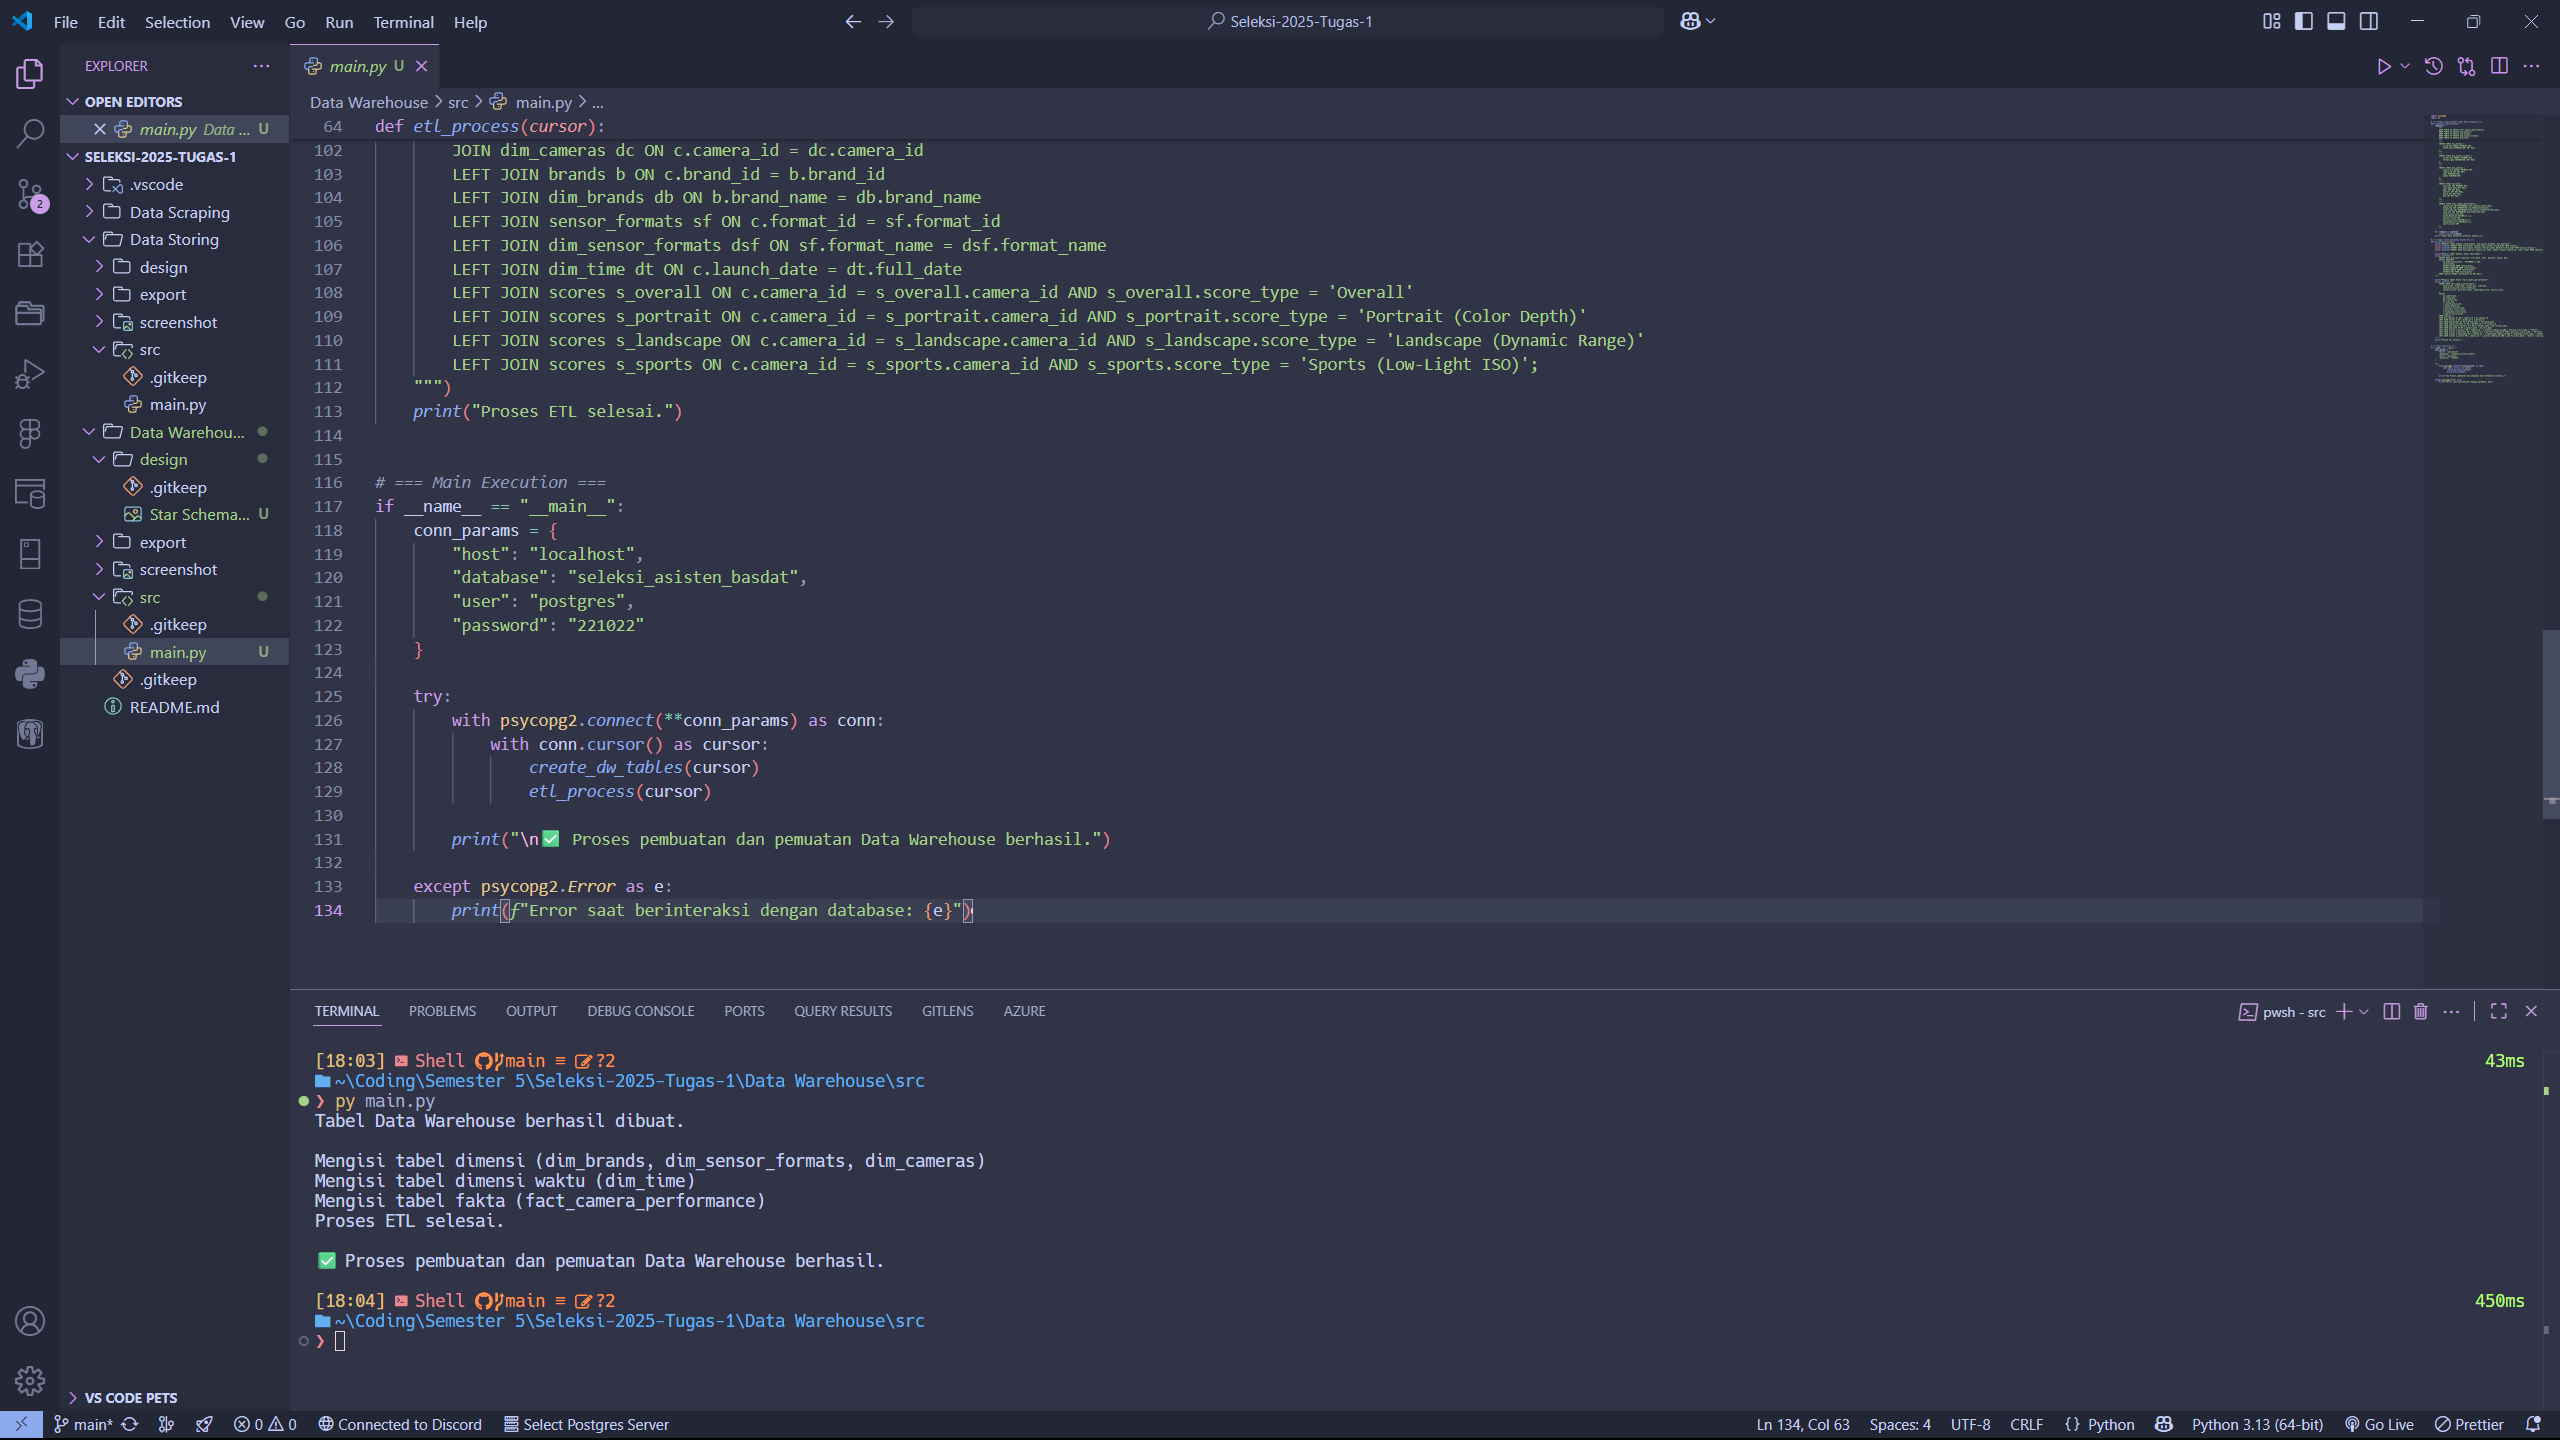 File Edit Selection View Go Run Terminal Help
Seleksi-2025-Tugas-1
EXPLORER
OPEN EDITORS
main.py Data ... U
SELEKSI-2025-TUGAS-1
.vscode
Data Scraping
Data Storing
design
export
screenshot
src
.gitkeep
main.py
Data Warehou...
design
.gitkeep
Star Schema... U
export
screenshot
src
.gitkeep
main.py U
.gitkeep
README.md
VS CODE PETS
2
main.py U
Data Warehouse > src > main.py > ...
64 def etl_process(cursor):
102 JOIN dim_cameras dc ON c.camera_id = dc.camera_id
103 LEFT JOIN brands b ON c.brand_id = b.brand_id
104 LEFT JOIN dim_brands db ON b.brand_name = db.brand_name
105 LEFT JOIN sensor_formats sf ON c.format_id = sf.format_id
106 LEFT JOIN dim_sensor_formats dsf ON sf.format_name = dsf.format_name
107 LEFT JOIN dim_time dt ON c.launch_date = dt.full_date
108 LEFT JOIN scores s_overall ON c.camera_id = s_overall.camera_id AND s_overall.score_type = 'Overall'
109 LEFT JOIN scores s_portrait ON c.camera_id = s_portrait.camera_id AND s_portrait.score_type = 'Portrait (Color Depth)'
110 LEFT JOIN scores s_landscape ON c.camera_id = s_landscape.camera_id AND s_landscape.score_type = 'Landscape (Dynamic Range)'
111 LEFT JOIN scores s_sports ON c.camera_id = s_sports.camera_id AND s_sports.score_type = 'Sports (Low-Light ISO)';
112 """)
113 print("Proses ETL selesai.")
114
115
116 # === Main Execution ===
117 if __name__ == "__main__":
118 conn_params = {
119 "host": "localhost",
120 "database": "seleksi_asisten_basdat",
121 "user": "postgres",
122 "password": "221022"
123 }
124
125 try:
126 with psycopg2.connect(**conn_params) as conn:
127 with conn.cursor() as cursor:
128 create_dw_tables(cursor)
129 etl_process(cursor)
130
131 print("\n✅ Proses pembuatan dan pemuatan Data Warehouse berhasil.")
132
133 except psycopg2.Error as e:
134 print(f"Error saat berinteraksi dengan database: {e}")
TERMINAL PROBLEMS OUTPUT DEBUG CONSOLE PORTS QUERY RESULTS GITLENS AZURE
pwsh - src
[18:03] Shell main ≡ ?2 43ms
~\Coding\Semester 5\Seleksi-2025-Tugas-1\Data Warehouse\src
❯ py main.py
Tabel Data Warehouse berhasil dibuat.
Mengisi tabel dimensi (dim_brands, dim_sensor_formats, dim_cameras)
Mengisi tabel dimensi waktu (dim_time)
Mengisi tabel fakta (fact_camera_performance)
Proses ETL selesai.
✅ Proses pembuatan dan pemuatan Data Warehouse berhasil.
[18:04] Shell main ≡ ?2 450ms
~\Coding\Semester 5\Seleksi-2025-Tugas-1\Data Warehouse\src
❯
main* 0 0 Connected to Discord Select Postgres Server Ln 134, Col 63 Spaces: 4 UTF-8 CRLF {} Python Python 3.13 (64-bit) Go Live Prettier